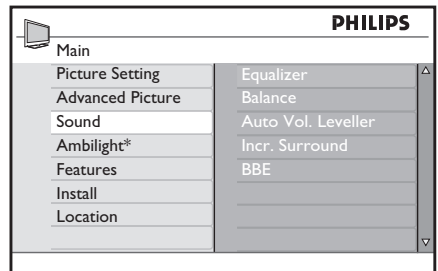 PHILIPS
Main
Picture Setting
Advanced Picture
Sound
Ambilight*
Features
Install
Location
Equalizer
Balance
Auto Vol. Leveller
Incr. Surround
BBE